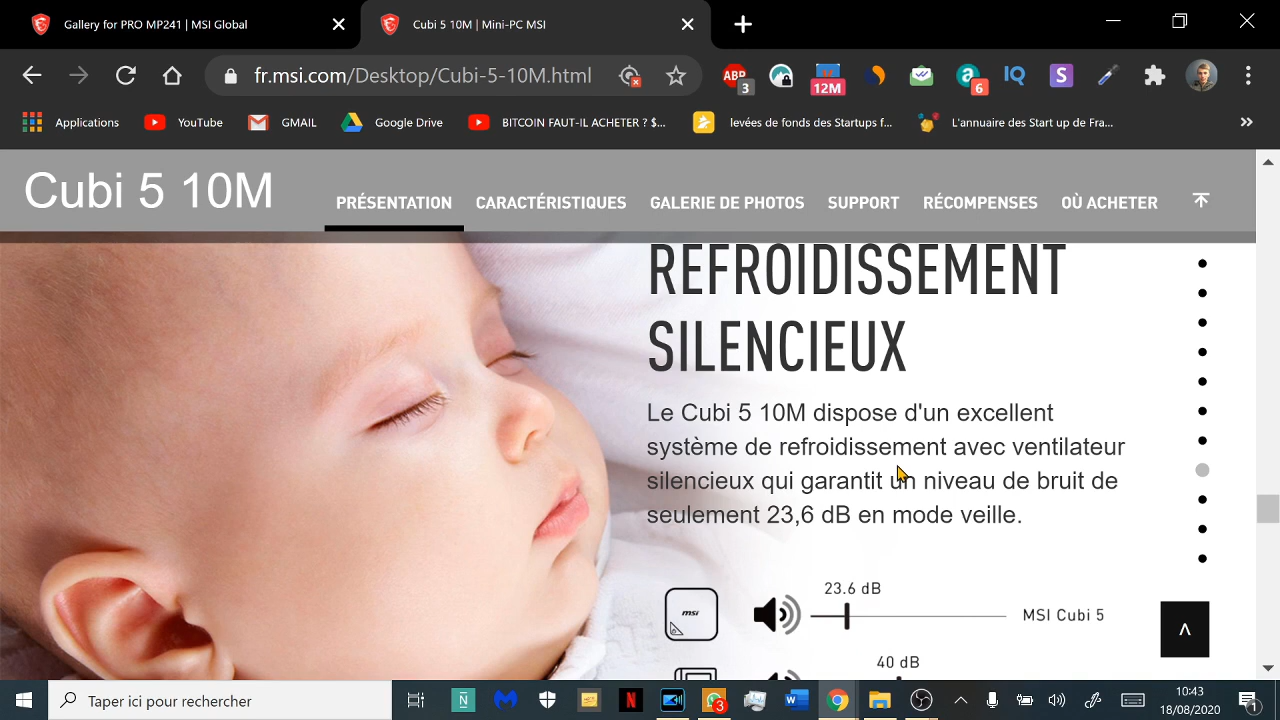 Gallery for PRO MP241 | MSI Global
Cubi 5 10M | Mini-PC MSI
fr.msi.com/Desktop/Cubi-5-10M.html
ABP
3
12M
6
IQ
S
Applications
YouTube
GMAIL
Google Drive
BITCOIN FAUT-IL ACHETER ? $...
levées de fonds des Startups f...
L'annuaire des Start up de Fra...
Cubi 5 10M
PRÉSENTATION
CARACTÉRISTIQUES
GALERIE DE PHOTOS
SUPPORT
RÉCOMPENSES
OÙ ACHETER
REFROIDISSEMENT
SILENCIEUX
Le Cubi 5 10M dispose d'un excellent
système de refroidissement avec ventilateur
silencieux qui garantit un niveau de bruit de
seulement 23,6 dB en mode veille.
23.6 dB
msi
MSI Cubi 5
40 dB
Taper ici pour rechercher
N
3
10:43
18/08/2020
1